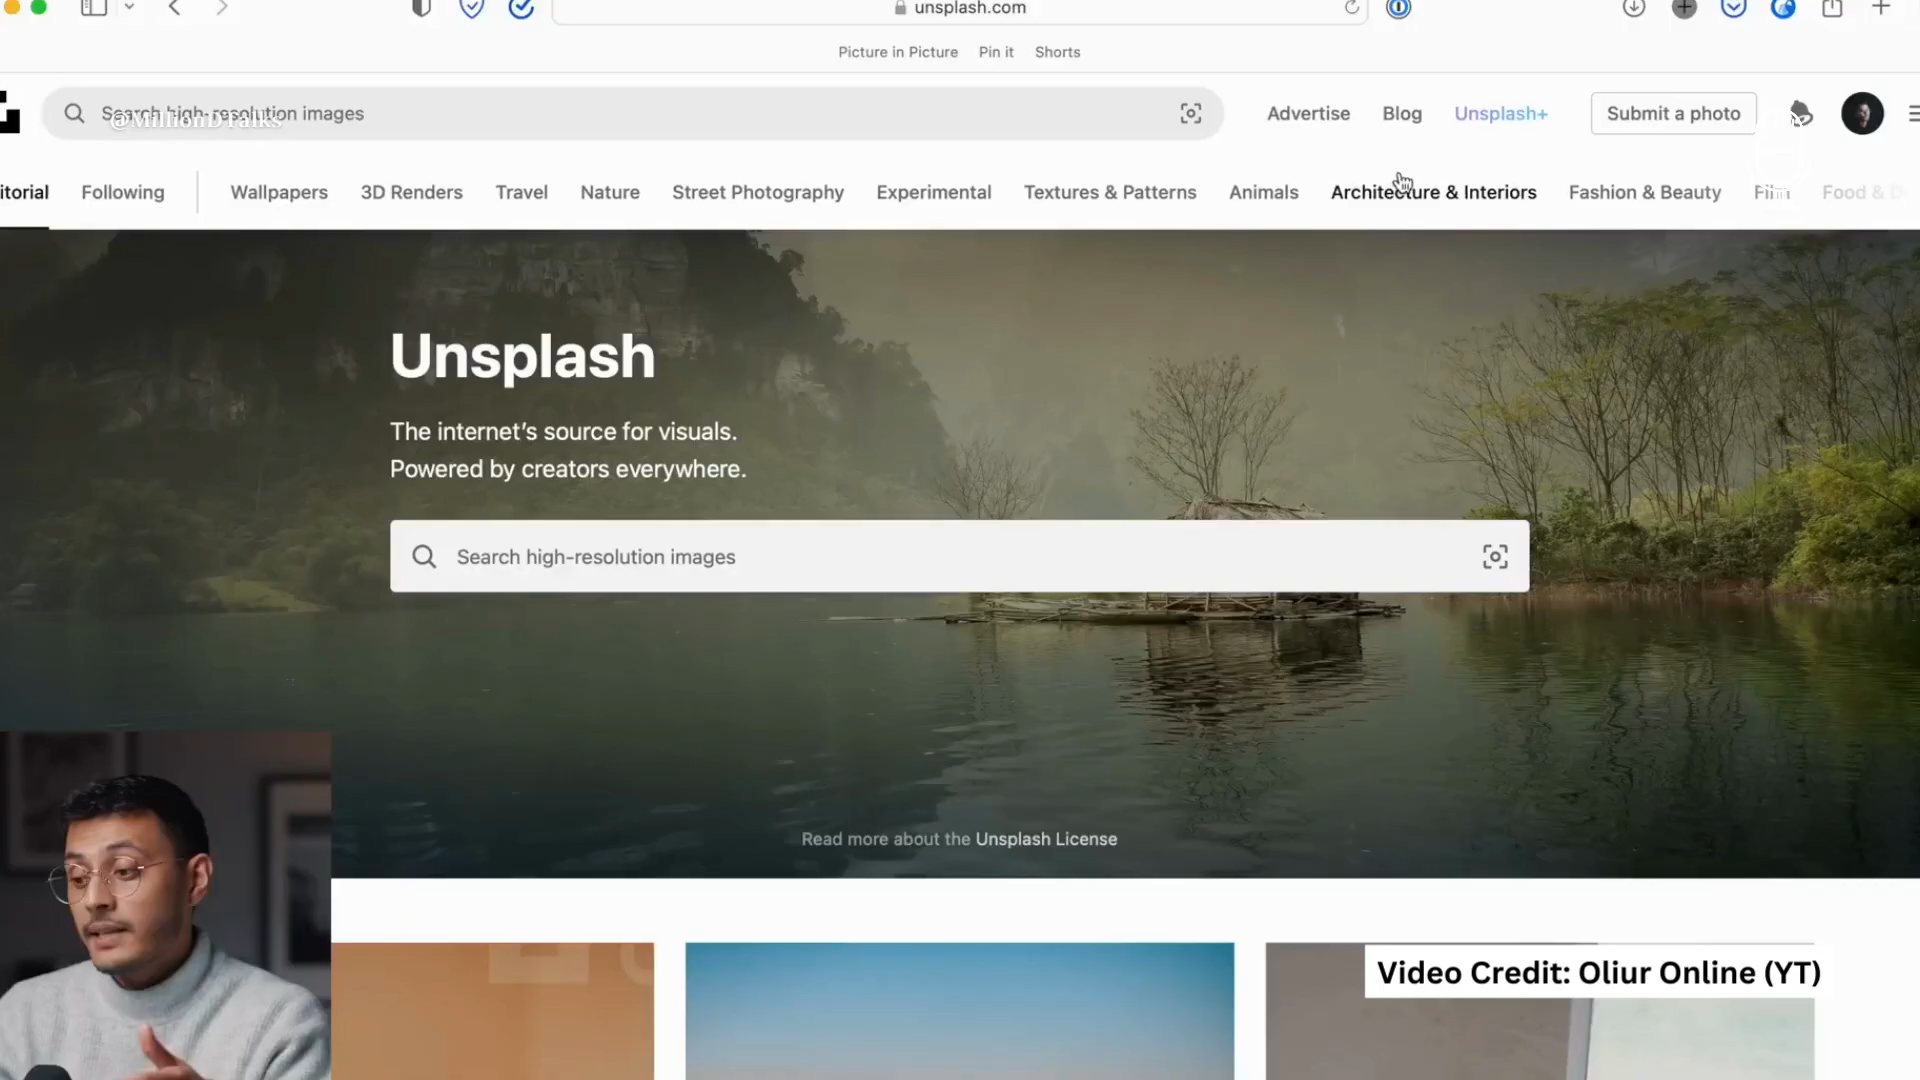 unsplash.com
Picture in Picture Pin it Shorts
Search high-resolution images
@MillionDTalks
Advertise Blog Unsplash+ Submit a photo
itorial Following Wallpapers 3D Renders Travel Nature Street Photography Experimental Textures & Patterns Animals Architecture & Interiors Fashion & Beauty Film Food & D
Unsplash
The internet’s source for visuals.
Powered by creators everywhere.
Search high-resolution images
Read more about the Unsplash License
Video Credit: Oliur Online (YT)